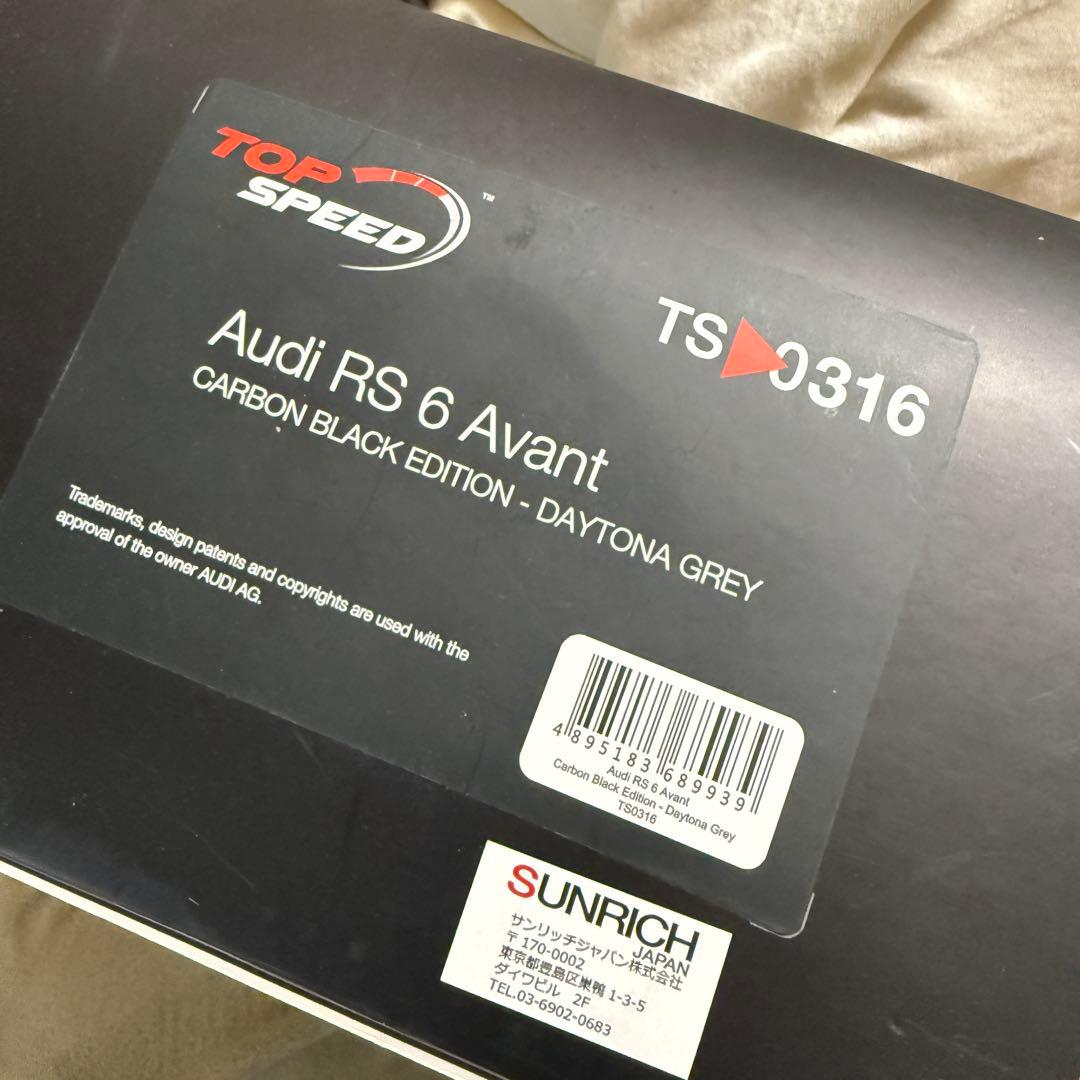 TOP
SPEED
™
TS 0316
Audi RS 6 Avant
CARBON BLACK EDITION - DAYTONA GREY
Trademarks, design patents and copyrights are used with the
approval of the owner AUDI AG.
4 895183 689939
Audi RS 6 Avant
Carbon Black Edition - Daytona Grey
TS0316
SUNRICH
JAPAN
サンリッチジャパン株式会社
〒170-0002
東京都豊島区巣鴨 1-3-5
ダイワビル 2F
TEL.03-6902-0683